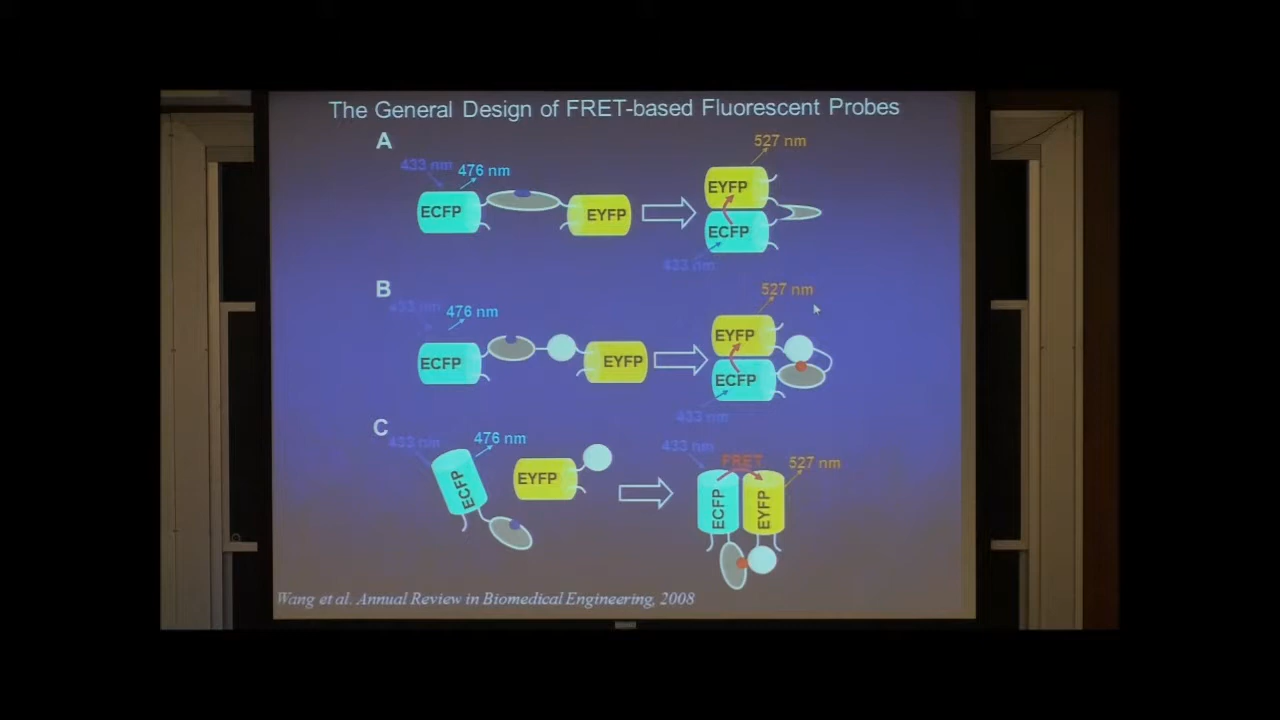 The General Design of FRET-based Fluorescent Probes
A
433 nm
476 nm
ECFP
EYFP
527 nm
EYFP
ECFP
433 nm
B
433 nm
476 nm
ECFP
EYFP
527 nm
EYFP
ECFP
433 nm
C
433 nm
476 nm
ECFP
EYFP
433 nm
FRET
527 nm
ECFP
EYFP
Wang et al. Annual Review in Biomedical Engineering, 2008